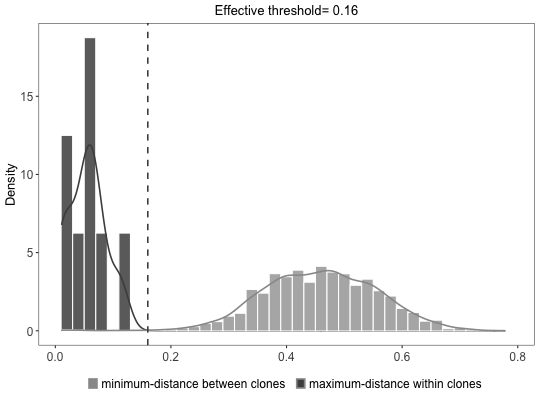 Effective threshold= 0.16
Density
15
10
5
0
0.0 0.2 0.4 0.6 0.8
minimum-distance between clones maximum-distance within clones